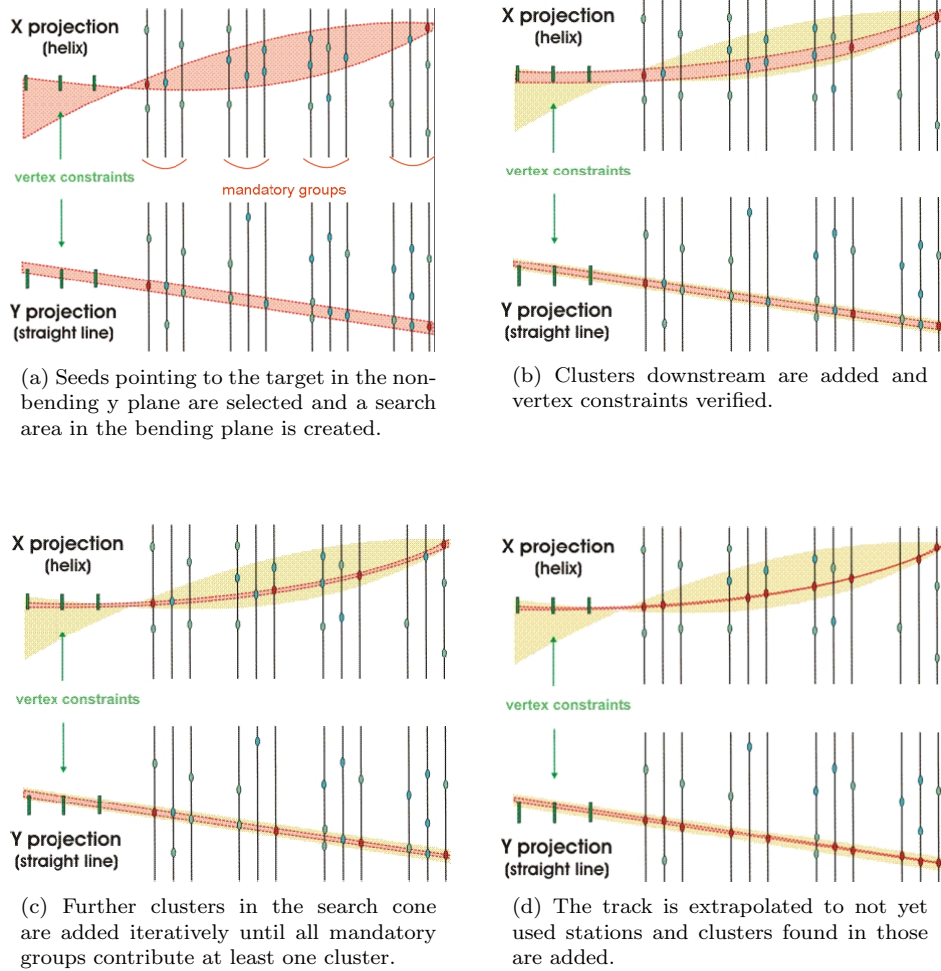 X projection
(helix)
vertex constraints
mandatory groups
Y projection
(straight line)
(a) Seeds pointing to the target in the non-
bending y plane are selected and a search
area in the bending plane is created.
X projection
(helix)
vertex constraints
Y projection
(straight line)
(b) Clusters downstream are added and
vertex constraints verified.
X projection
(helix)
vertex constraints
Y projection
(straight line)
(c) Further clusters in the search cone
are added iteratively until all mandatory
groups contribute at least one cluster.
X projection
(helix)
vertex constraints
Y projection
(straight line)
(d) The track is extrapolated to not yet
used stations and clusters found in those
are added.